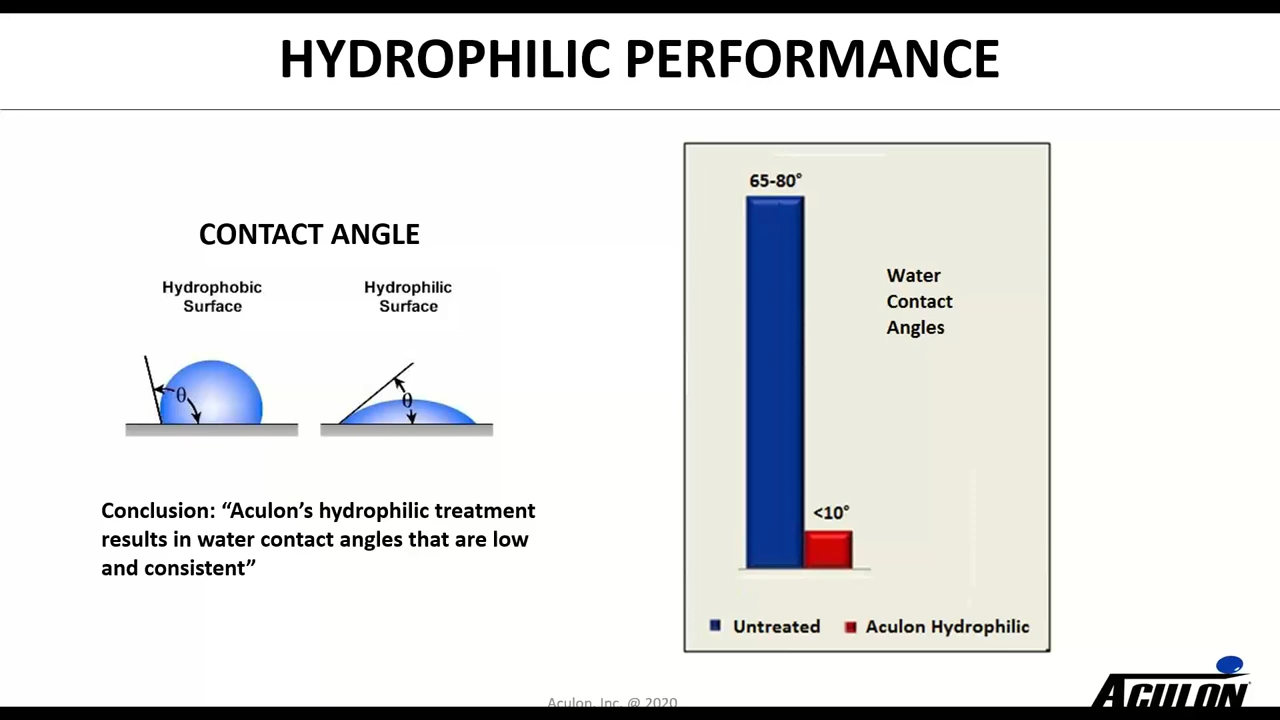 HYDROPHILIC PERFORMANCE
CONTACT ANGLE
Hydrophobic
Surface
Hydrophilic
Surface
θ
θ
Conclusion: “Aculon’s hydrophilic treatment
results in water contact angles that are low
and consistent”
65-80°
<10°
Water
Contact
Angles
Untreated
Aculon Hydrophilic
Aculon, Inc. @ 2020
ACULON